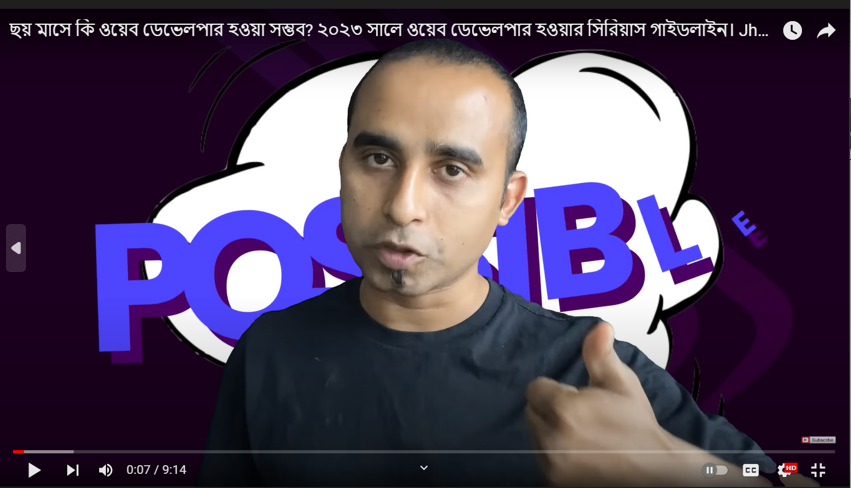 ছয় মাসে কি ওয়েব ডেভেলপার হওয়া সম্ভব? ২০২৩ সালে ওয়েব ডেভেলপার হওয়ার সিরিয়াস গাইডলাইন। Jh...
POSSIBLE
Subscribe
0:07 / 9:14
CC
HD